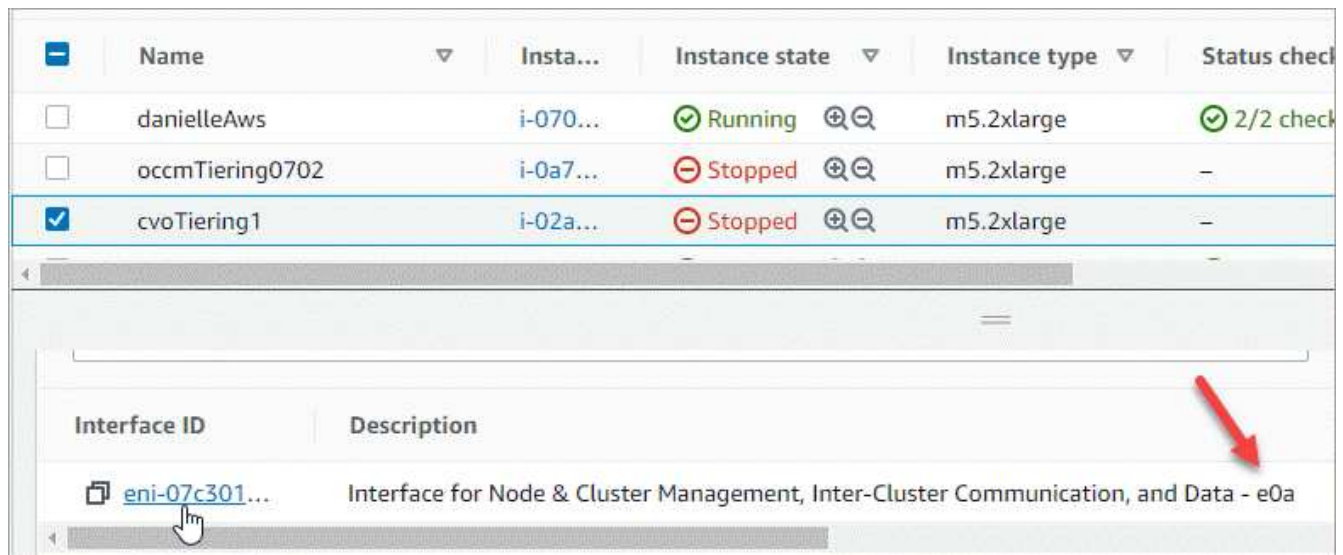 Name Insta... Instance state Instance type Status check
danielleAws i-070... Running m5.2xlarge 2/2 check
occmTiering0702 i-0a7... Stopped m5.2xlarge –
cvoTiering1 i-02a... Stopped m5.2xlarge –
Interface ID Description
eni-07c301... Interface for Node & Cluster Management, Inter-Cluster Communication, and Data - e0a